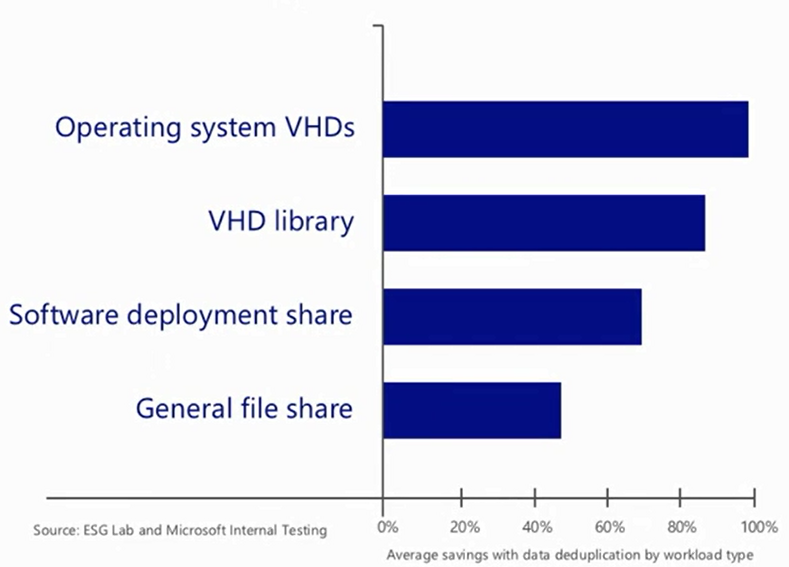 Operating system VHDs
VHD library
Software deployment share
General file share
0% 20% 40% 60% 80% 100%
Source: ESG Lab and Microsoft Internal Testing
Average savings with data deduplication by workload type